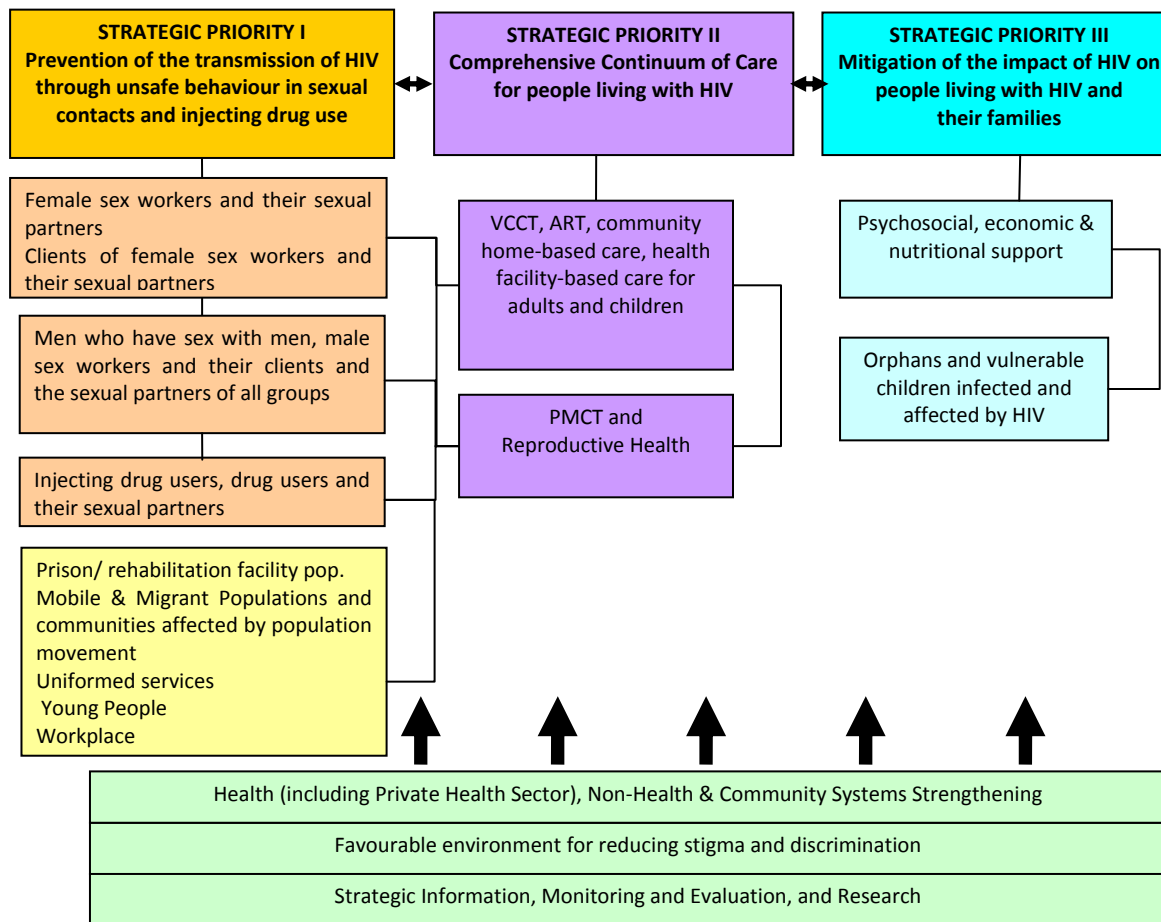 STRATEGIC PRIORITY I
Prevention of the transmission of HIV
through unsafe behaviour in sexual
contacts and injecting drug use
STRATEGIC PRIORITY II
Comprehensive Continuum of Care
for people living with HIV
STRATEGIC PRIORITY III
Mitigation of the impact of HIV on
people living with HIV and
their families
Female sex workers and their sexual
partners
Clients of female sex workers and
their sexual partners
Men who have sex with men, male
sex workers and their clients and
the sexual partners of all groups
Injecting drug users, drug users and
their sexual partners
Prison/ rehabilitation facility pop.
Mobile & Migrant Populations and
communities affected by population
movement
Uniformed services
Young People
Workplace
VCCT, ART, community
home-based care, health
facility-based care for
adults and children
PMCT and
Reproductive Health
Psychosocial, economic &
nutritional support
Orphans and vulnerable
children infected and
affected by HIV
Health (including Private Health Sector), Non-Health & Community Systems Strengthening
Favourable environment for reducing stigma and discrimination
Strategic Information, Monitoring and Evaluation, and Research